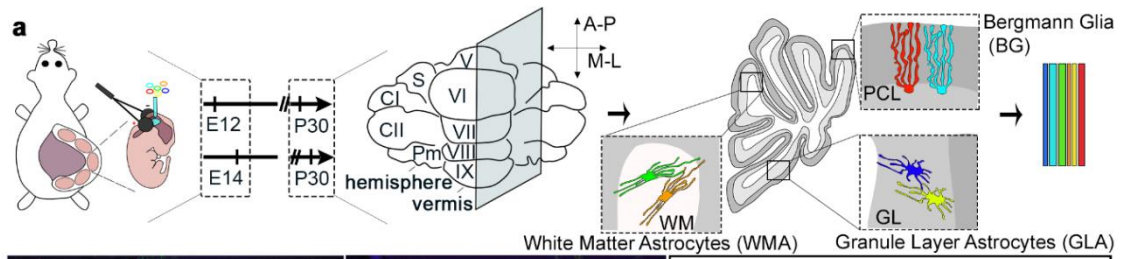 a
E12
P30
E14
P30
A-P
M-L
V
S
VI
CI
CII
VII
Pm
VIII
IX
hemisphere
vermis
WM
White Matter Astrocytes (WMA)
PCL
Bergmann Glia
(BG)
GL
Granule Layer Astrocytes (GLA)